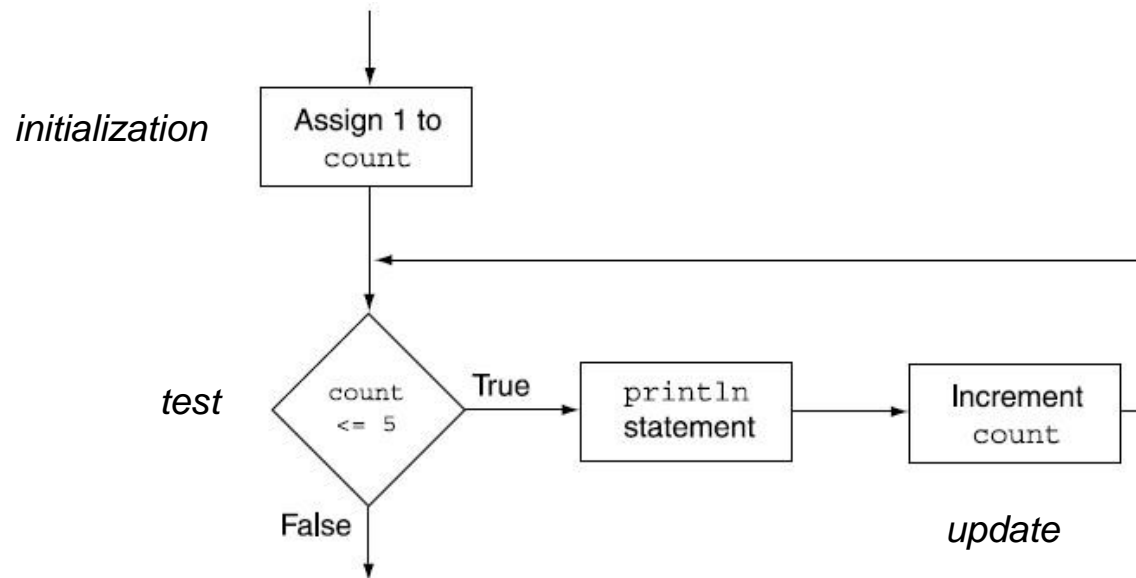 initialization
Assign 1 to
count
test
count
<= 5
True
println
statement
Increment
count
False
update